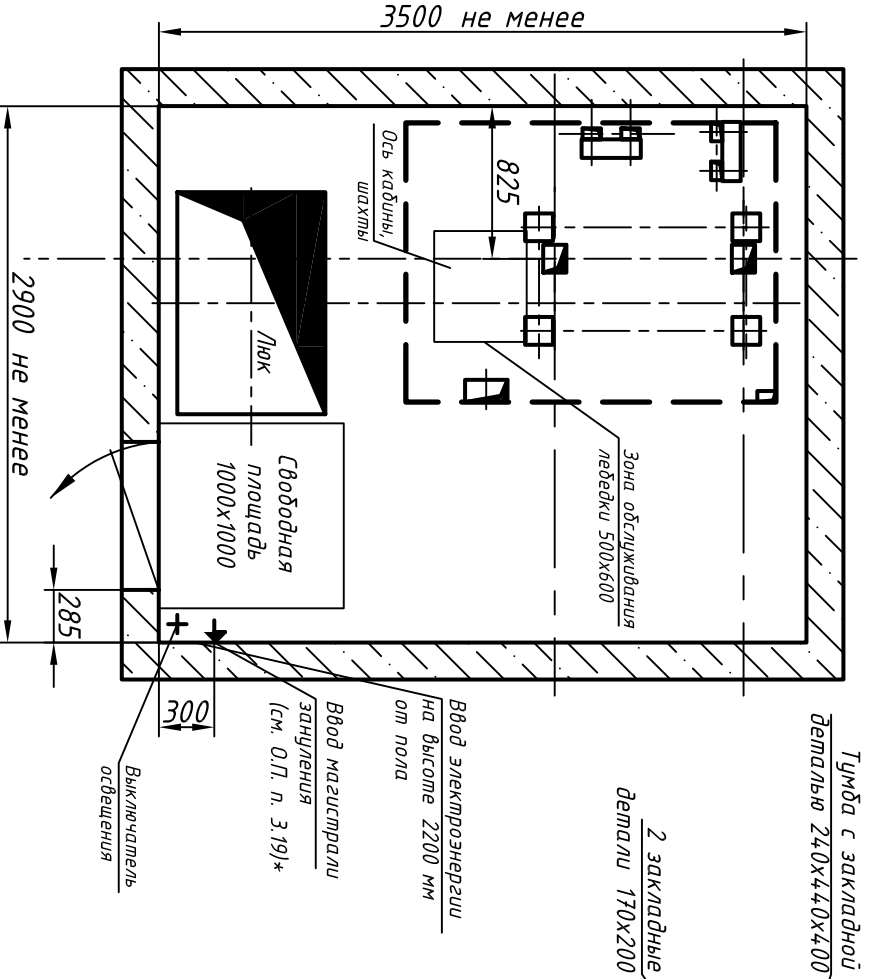 3500 не менее
Тумба с закладной
деталью 240х440х400
2 закладные
детали 170х200
825
Ось кабины,
шахты
Зона обслуживания
лебедки 500х600
Люк
Свободная
площадь
1000х1000
2900 не менее
285
300
Ввод электроэнергии
на высоте 2200 мм
от пола
Ввод магистрали
зануления
(см. О.П. п. 3.19)*
Выключатель
освещения